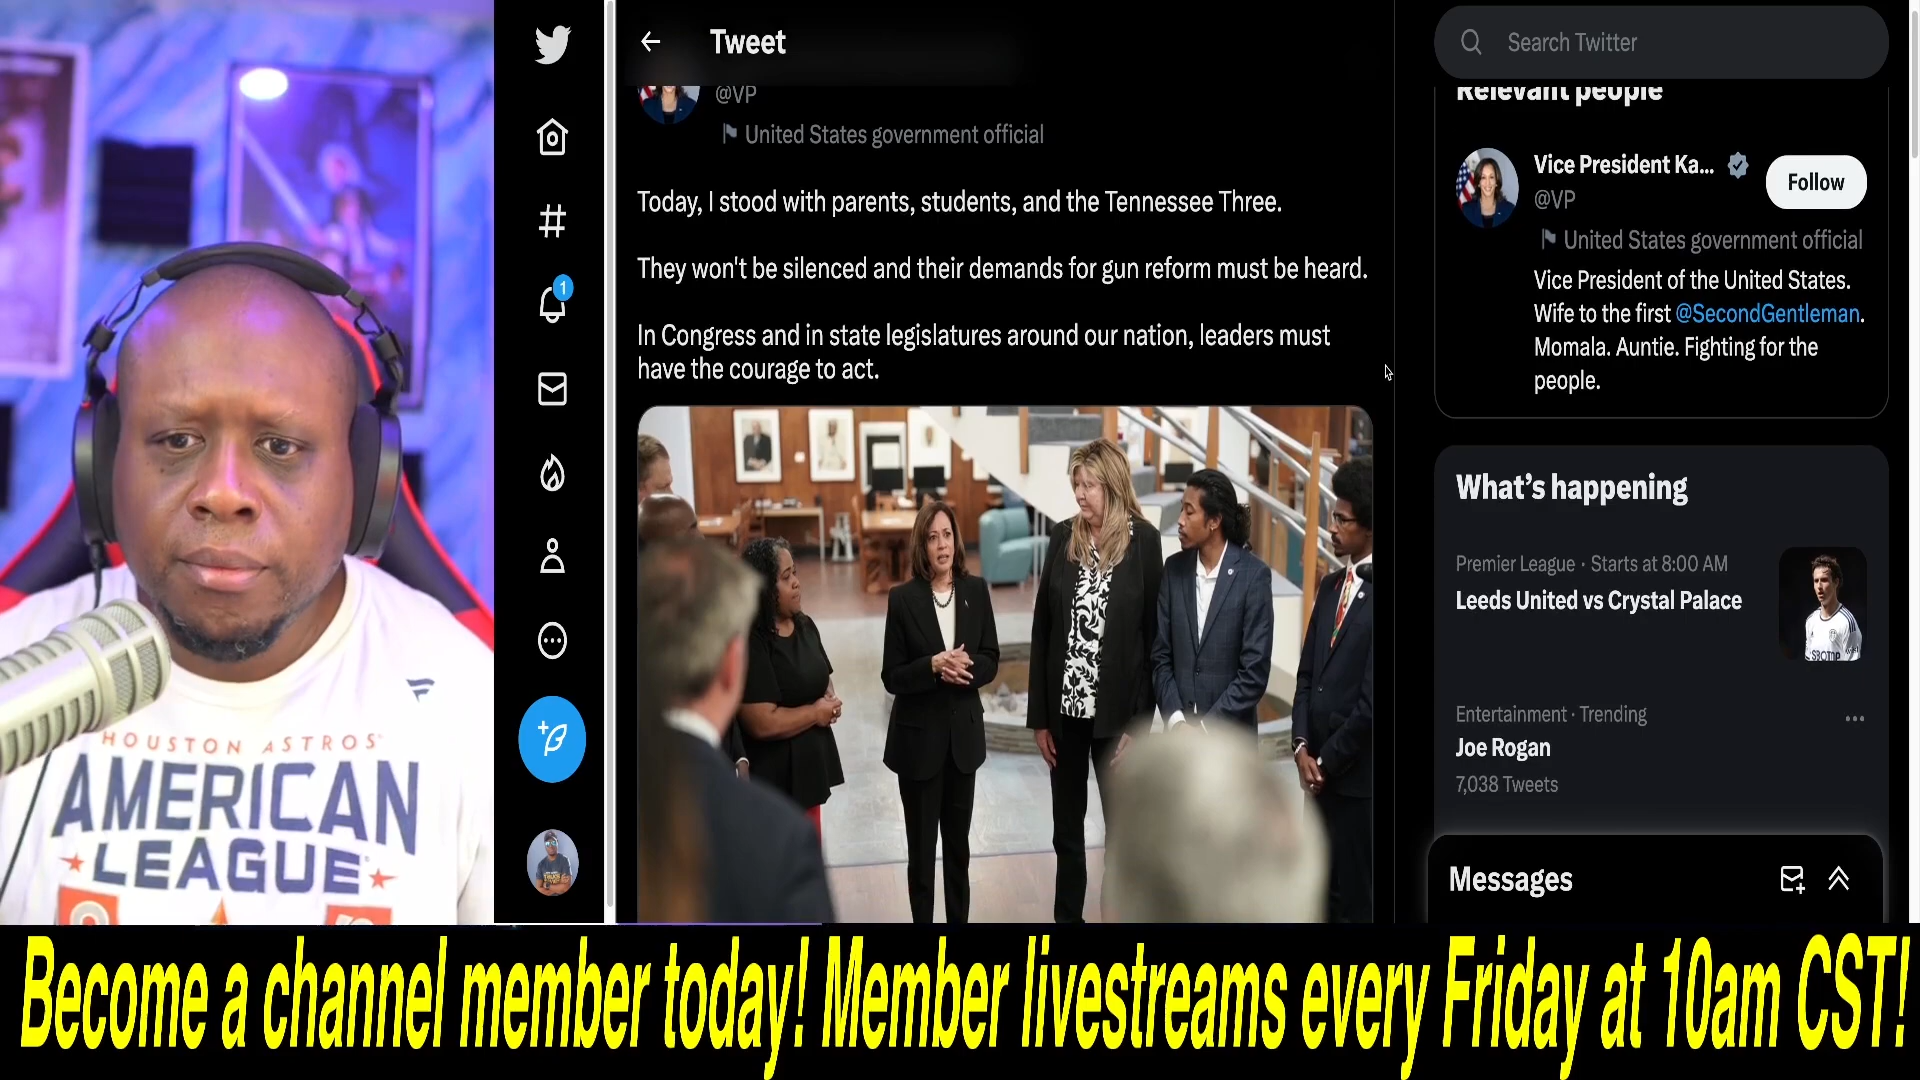 HOUSTON ASTROS
AMERICAN
LEAGUE
1
Tweet
@VP
United States government official
Today, I stood with parents, students, and the Tennessee Three.
They won't be silenced and their demands for gun reform must be heard.
In Congress and in state legislatures around our nation, leaders must
have the courage to act.
Search Twitter
Relevant people
Vice President Ka...
@VP
Follow
United States government official
Vice President of the United States.
Wife to the first @SecondGentleman.
Momala. Auntie. Fighting for the
people.
What's happening
Premier League · Starts at 8:00 AM
Leeds United vs Crystal Palace
Entertainment · Trending
Joe Rogan
7,038 Tweets
Messages
Become a channel member today! Member livestreams every Friday at 10am CST!